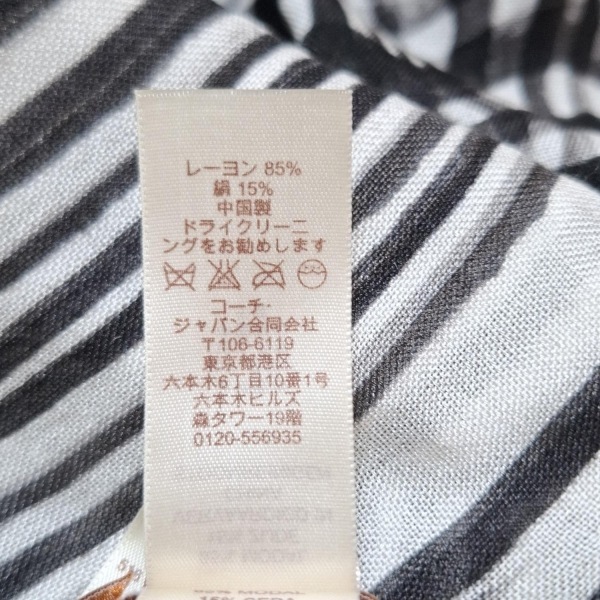 レーヨン 85%
絹 15%
中国製
ドライクリーニ
ングをお勧めします
コーチ・
ジャパン合同会社
〒106-6119
東京都港区
六本木6丁目10番1号
六本木ヒルズ
森タワー19階
0120-556935